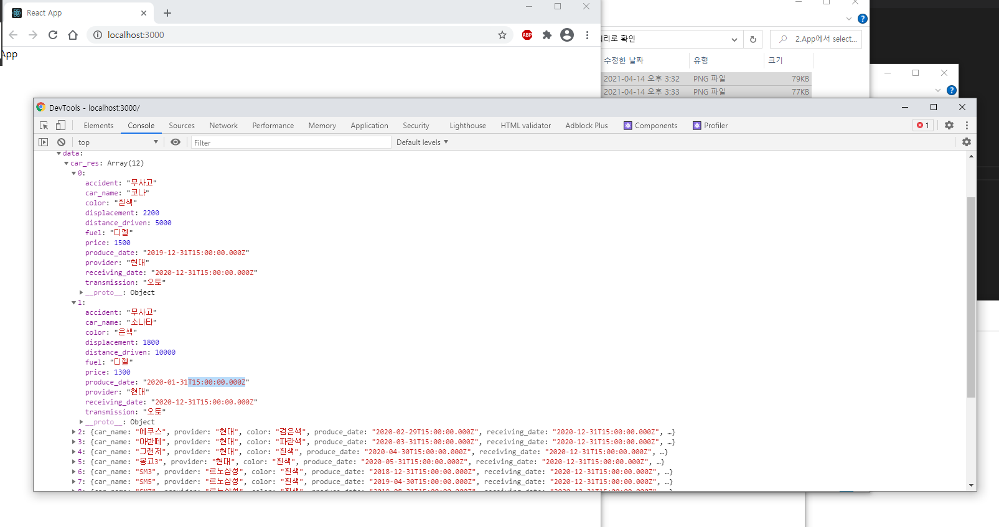 React App
localhost:3000
ABP
App
리로 확인
2.App에서 select...
수정한 날짜 유형 크기
2021-04-14 오후 3:32 PNG 파일 79KB
2021-04-14 오후 3:33 PNG 파일 77KB
DevTools - localhost:3000/
Elements Console Sources Network Performance Memory Application Security Lighthouse HTML validator Adblock Plus Components Profiler 1
top Filter Default levels
data:
car_res: Array(12)
0:
accident: "무사고"
car_name: "코나"
color: "흰색"
displacement: 2200
distance_driven: 5000
fuel: "디젤"
price: 1500
produce_date: "2019-12-31T15:00:00.000Z"
provider: "현대"
receiving_date: "2020-12-31T15:00:00.000Z"
transmission: "오토"
__proto__: Object
1:
accident: "무사고"
car_name: "소나타"
color: "은색"
displacement: 1800
distance_driven: 10000
fuel: "디젤"
price: 1300
produce_date: "2020-01-31T15:00:00.000Z"
provider: "현대"
receiving_date: "2020-12-31T15:00:00.000Z"
transmission: "오토"
__proto__: Object
2: {car_name: "에쿠스", provider: "현대", color: "검은색", produce_date: "2020-02-29T15:00:00.000Z", receiving_date: "2020-12-31T15:00:00.000Z", …}
3: {car_name: "아반떼", provider: "현대", color: "파란색", produce_date: "2020-03-31T15:00:00.000Z", receiving_date: "2020-12-31T15:00:00.000Z", …}
4: {car_name: "그랜저", provider: "현대", color: "흰색", produce_date: "2020-04-30T15:00:00.000Z", receiving_date: "2020-12-31T15:00:00.000Z", …}
5: {car_name: "봉고3", provider: "현대", color: "흰색", produce_date: "2020-05-31T15:00:00.000Z", receiving_date: "2020-12-31T15:00:00.000Z", …}
6: {car_name: "SM3", provider: "르노삼성", color: "흰색", produce_date: "2018-12-31T15:00:00.000Z", receiving_date: "2020-12-31T15:00:00.000Z", …}
7: {car_name: "SM5", provider: "르노삼성", color: "흰색", produce_date: "2019-04-30T15:00:00.000Z", receiving_date: "2020-12-31T15:00:00.000Z", …}